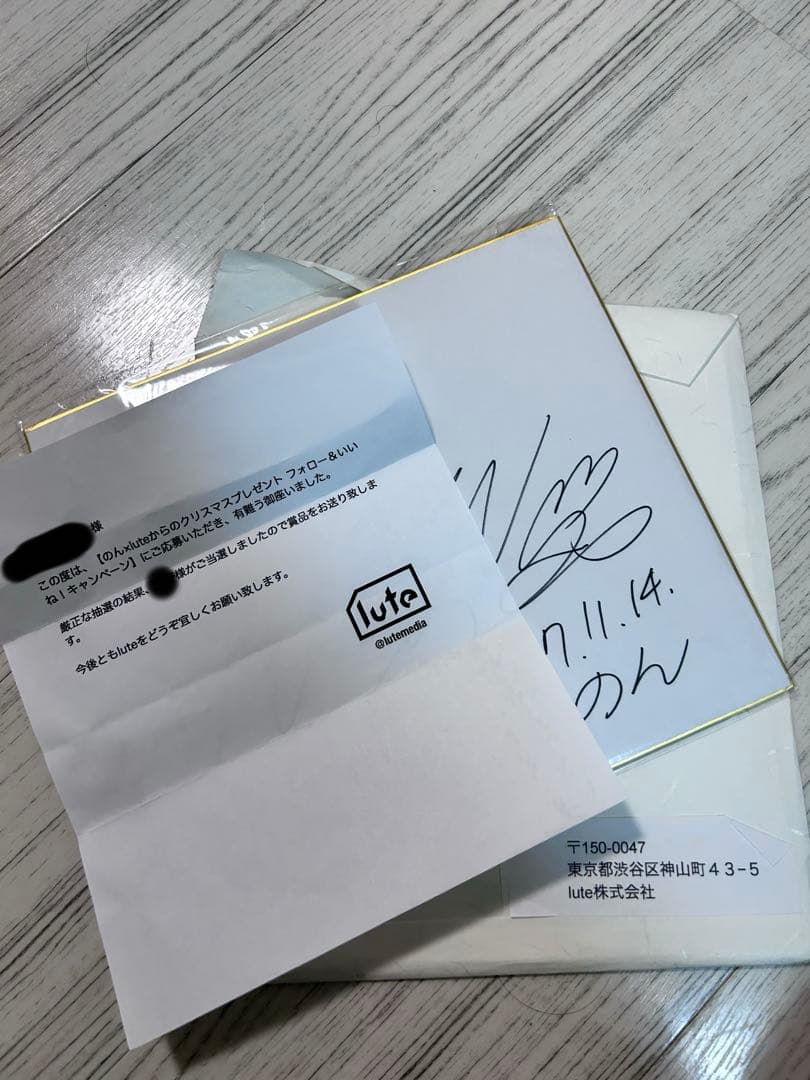 様
この度は、【のん×luteからのクリスマスプレゼント フォロー＆いい
ね！キャンペーン】にご応募いただき、有難う御座いました。
厳正な抽選の結果、様がご当選しましたので賞品をお送り致しま
す。
今後ともluteをどうぞ宜しくお願い致します。
lute
@lutemedia
7.11.14.
のん
〒150-0047
東京都渋谷区神山町４３−５
lute株式会社